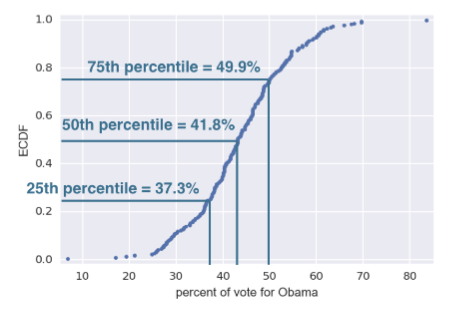 1.0
75th percentile = 49.9%
0.8
0.6
50th percentile = 41.8%
ECDF
0.4
25th percentile = 37.3%
0.2
0.0
10 20 30 40 50 60 70 80
percent of vote for Obama